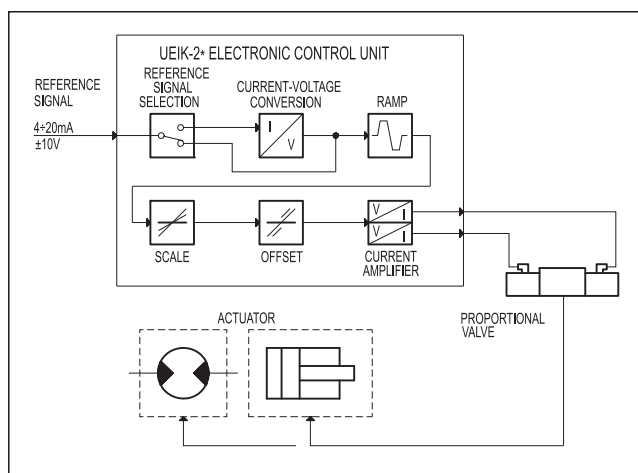 UEIK-2* ELECTRONIC CONTROL UNIT
REFERENCE
SIGNAL
4÷20mA
±10V
REFERENCE
SIGNAL
SELECTION
CURRENT-VOLTAGE
CONVERSION
RAMP
I
V
SCALE
OFFSET
V
I
V
I
CURRENT
AMPLIFIER
PROPORTIONAL
VALVE
ACTUATOR